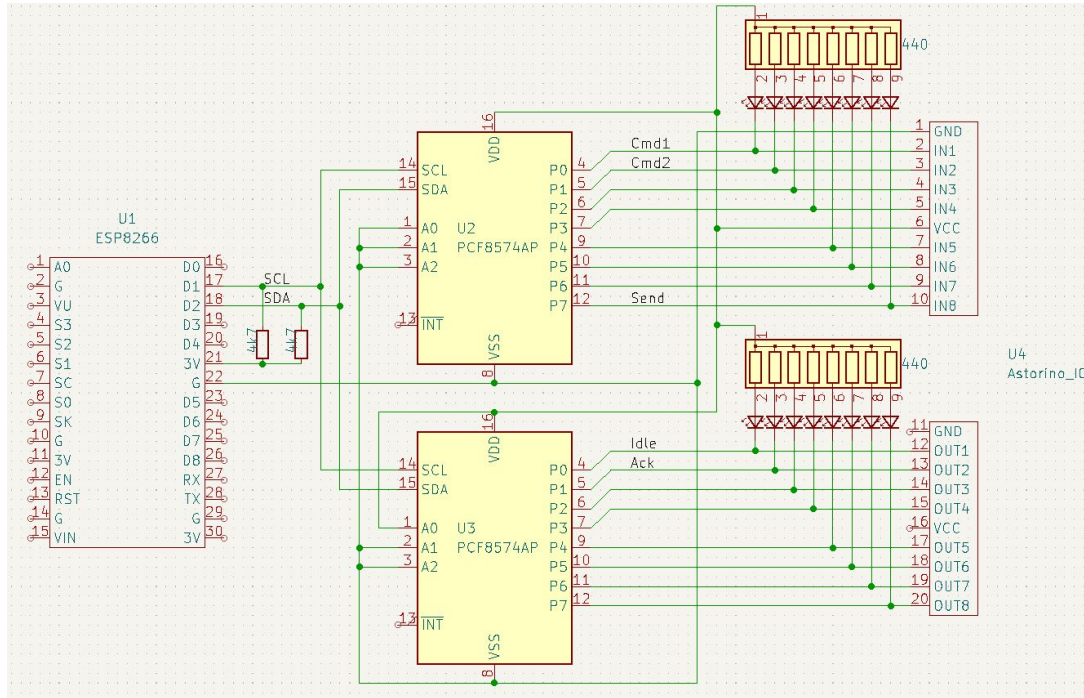 U1
ESP8266
1 A0
2 G
3 VU
4 S3
5 S2
6 S1
7 SC
8 S0
9 SK
10 G
11 3V
12 EN
13 RST
14 G
15 VIN
D0 16
D1 17
D2 18
D3 19
D4 20
3V 21
G 22
D5 23
D6 24
D7 25
D8 26
RX 27
TX 28
G 29
3V 30
SCL
SDA
4k7
4k7
16
VDD
14 SCL
15 SDA
1 A0
2 A1
3 A2
13 INT
U2
PCF8574AP
P0 4
P1 5
P2 6
P3 7
P4 9
P5 10
P6 11
P7 12
VSS
8
Cmd1
Cmd2
Send
16
VDD
14 SCL
15 SDA
1 A0
2 A1
3 A2
13 INT
U3
PCF8574AP
P0 4
P1 5
P2 6
P3 7
P4 9
P5 10
P6 11
P7 12
VSS
8
Idle
Ack
1
440
2 3 4 5 6 7 8 9
1 GND
2 IN1
3 IN2
4 IN3
5 IN4
6 VCC
7 IN5
8 IN6
9 IN7
10 IN8
1
440
2 3 4 5 6 7 8 9
U4
11 GND
12 OUT1
13 OUT2
14 OUT3
15 OUT4
16 VCC
17 OUT5
18 OUT6
19 OUT7
20 OUT8